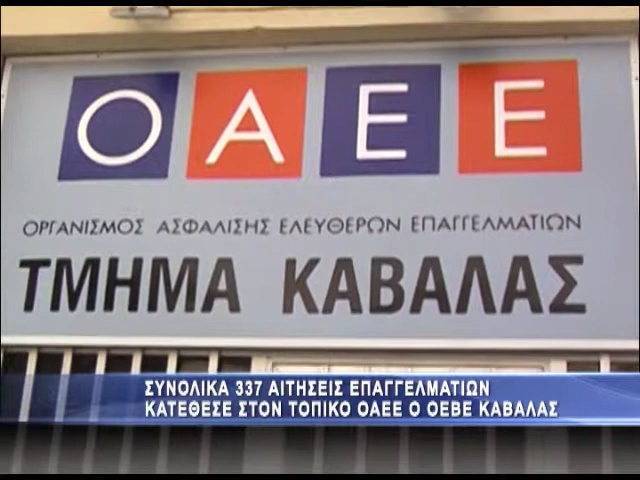 ΟΑΕΕ
ΟΡΓΑΝΙΣΜΟΣ ΑΣΦΑΛΙΣΗΣ ΕΛΕΥΘΕΡΩΝ ΕΠΑΓΓΕΛΜΑΤΙΩΝ
ΤΜΗΜΑ ΚΑΒΑΛΑΣ
ΣΥΝΟΛΙΚΑ 337 ΑΙΤΗΣΕΙΣ ΕΠΑΓΓΕΛΜΑΤΙΩΝ
ΚΑΤΕΘΕΣΕ ΣΤΟΝ ΤΟΠΙΚΟ ΟΑΕΕ Ο ΟΕΒΕ ΚΑΒΑΛΑΣ